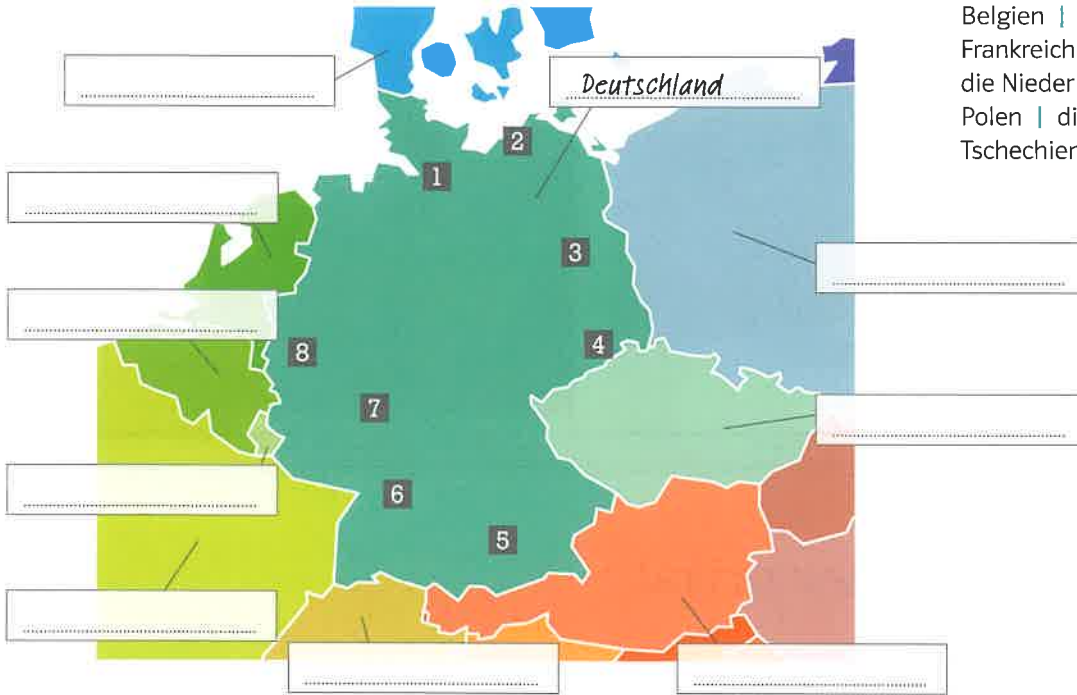 Belgien |
Frankreich
die Nieder
Polen | di
Tschechien
Deutschland
2
1
3
4
8
7
6
5